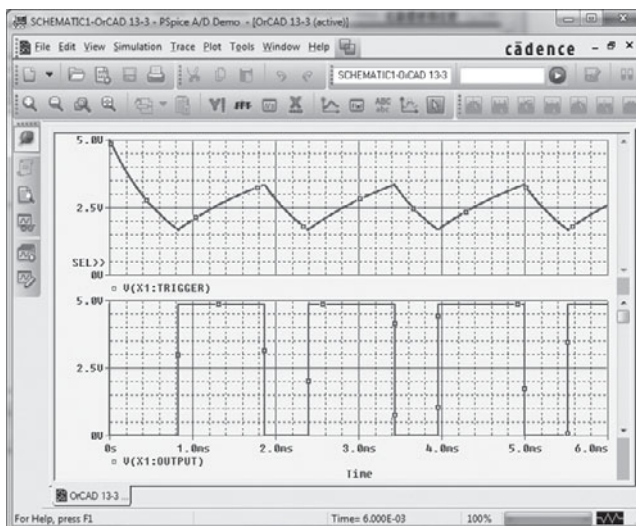 SCHEMATIC1-OrCAD 13-3 - PSpice A/D Demo - [OrCAD 13-3 (active)]
File Edit View Simulation Trace Plot Tools Window Help
cādence
SCHEMATIC1-OrCAD 13-3
ABC
abc
5.0V
2.5V
SEL>>
0V
V(X1:TRIGGER)
5.0V
2.5V
0V
0s 1.0ms 2.0ms 3.0ms 4.0ms 5.0ms 6.0ms
V(X1:OUTPUT)
Time
OrCAD 13-3 ...
For Help, press F1 Time= 6.000E-03 100%